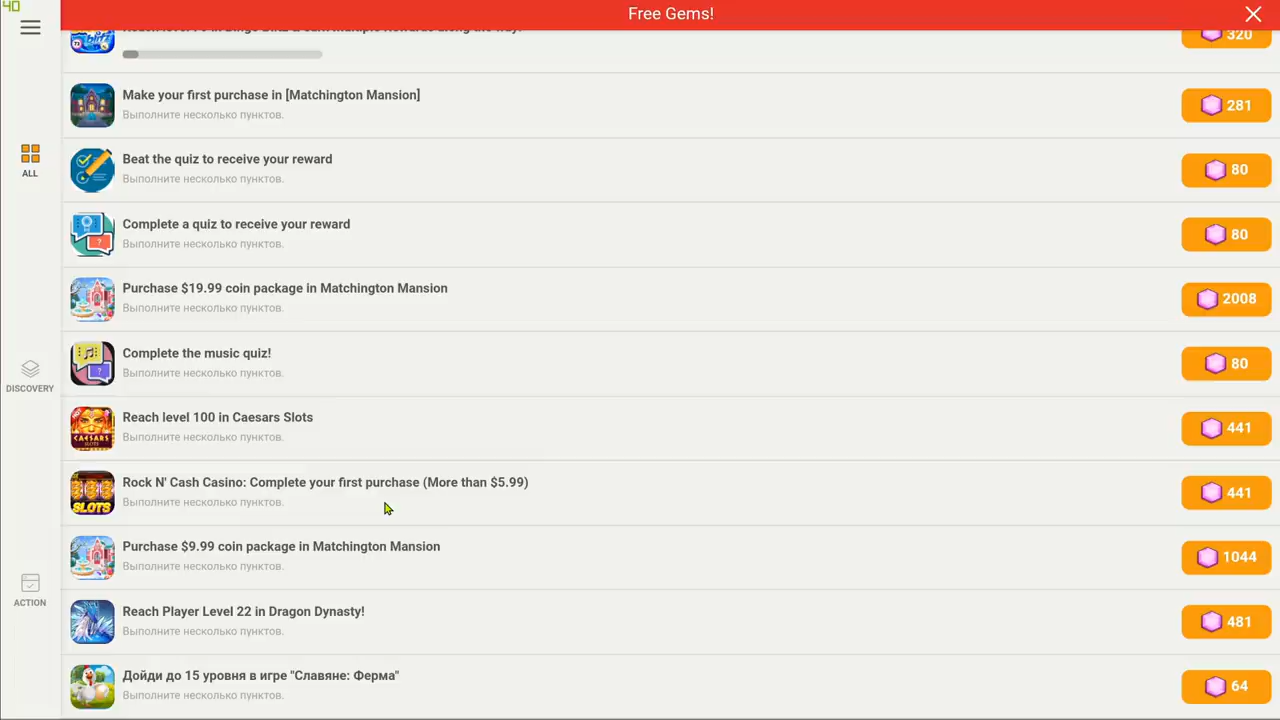 40
Free Gems!
320
Make your first purchase in [Matchington Mansion]
Выполните несколько пунктов.
281
Beat the quiz to receive your reward
Выполните несколько пунктов.
80
ALL
Complete a quiz to receive your reward
Выполните несколько пунктов.
80
Purchase $19.99 coin package in Matchington Mansion
Выполните несколько пунктов.
2008
Complete the music quiz!
Выполните несколько пунктов.
80
DISCOVERY
Reach level 100 in Caesars Slots
Выполните несколько пунктов.
441
Rock N' Cash Casino: Complete your first purchase (More than $5.99)
Выполните несколько пунктов.
441
Purchase $9.99 coin package in Matchington Mansion
Выполните несколько пунктов.
1044
ACTION
Reach Player Level 22 in Dragon Dynasty!
Выполните несколько пунктов.
481
Дойди до 15 уровня в игре "Славяне: Ферма"
Выполните несколько пунктов.
64